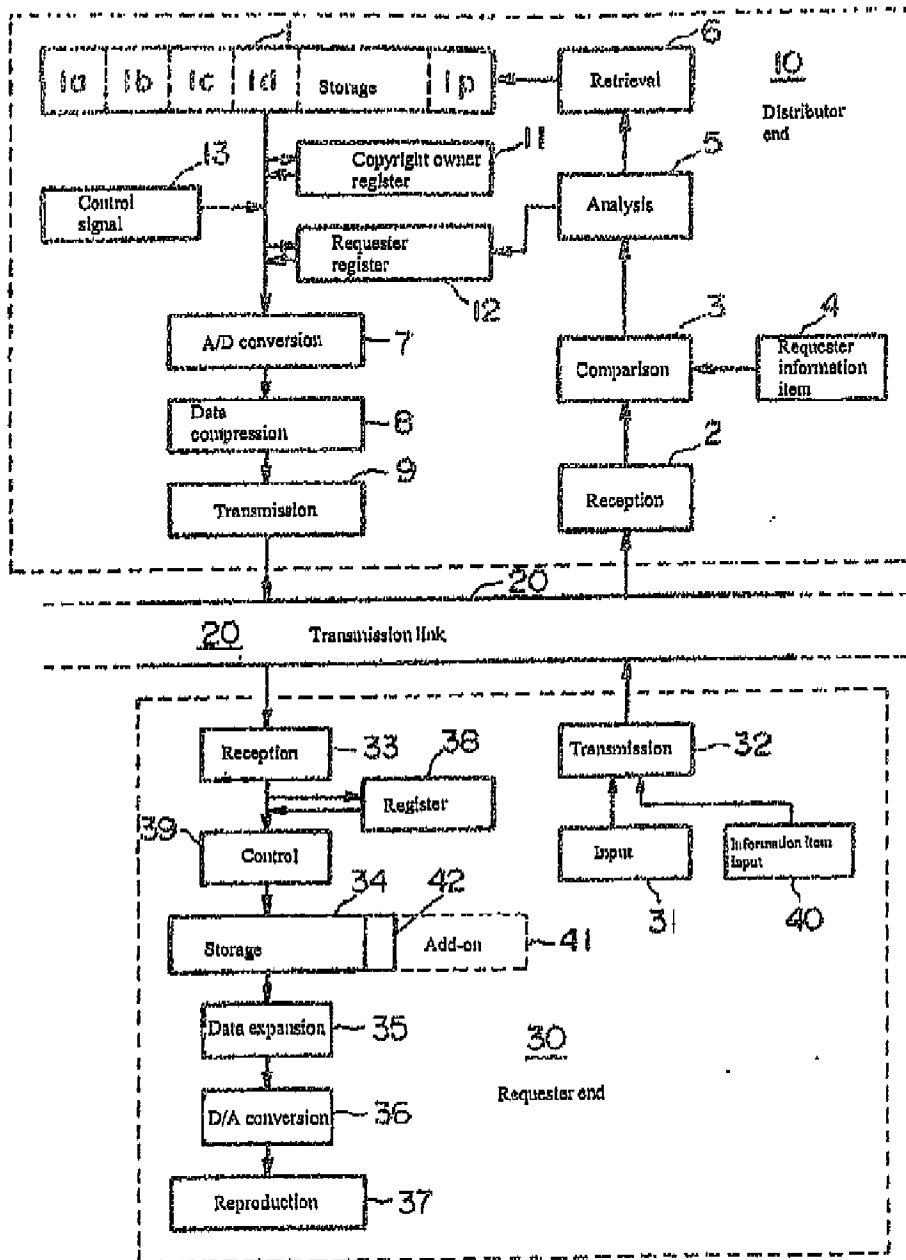 1
6
1a 1b 1c 1d Storage 1p
Retrieval
10
Distributor
end
13
11
5
Copyright owner
register
Control
signal
Analysis
Requester
register
12
3
4
A/D conversion
7
Comparison
Requester
information
item
Data
compression
8
2
9
Reception
Transmission
20
20
Transmission link
Reception
33
38
Transmission
32
Register
39
Control
Input
Information item
Input
34
42
31
40
Storage
Add-on
41
Data expansion
35
30
D/A conversion
36
Requester end
Reproduction
37